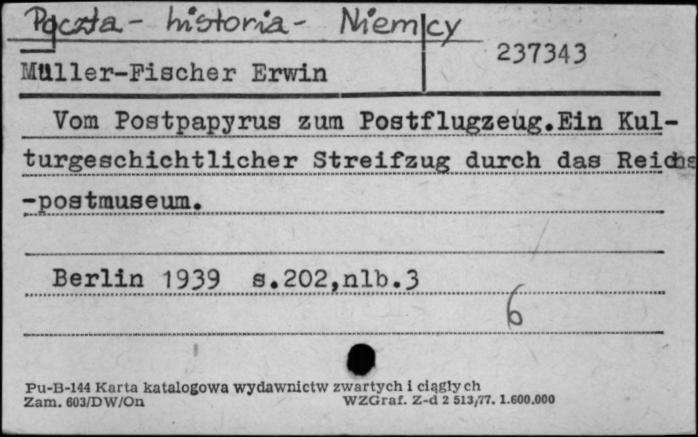 Poczta - historia - Niemcy
237343
Müller-Fischer Erwin
Vom Postpapyrus zum Postflugzeug.Ein Kul-
turgeschichtlicher Streifzug durch das Reichs
-postmuseum.
Berlin 1939 s.202,nlb.3
6
Pu-B-144 Karta katalogowa wydawnictw zwartych i ciągłych
Zam. 603/DW/On WZGraf. Z-d 2 513/77. 1.600.000